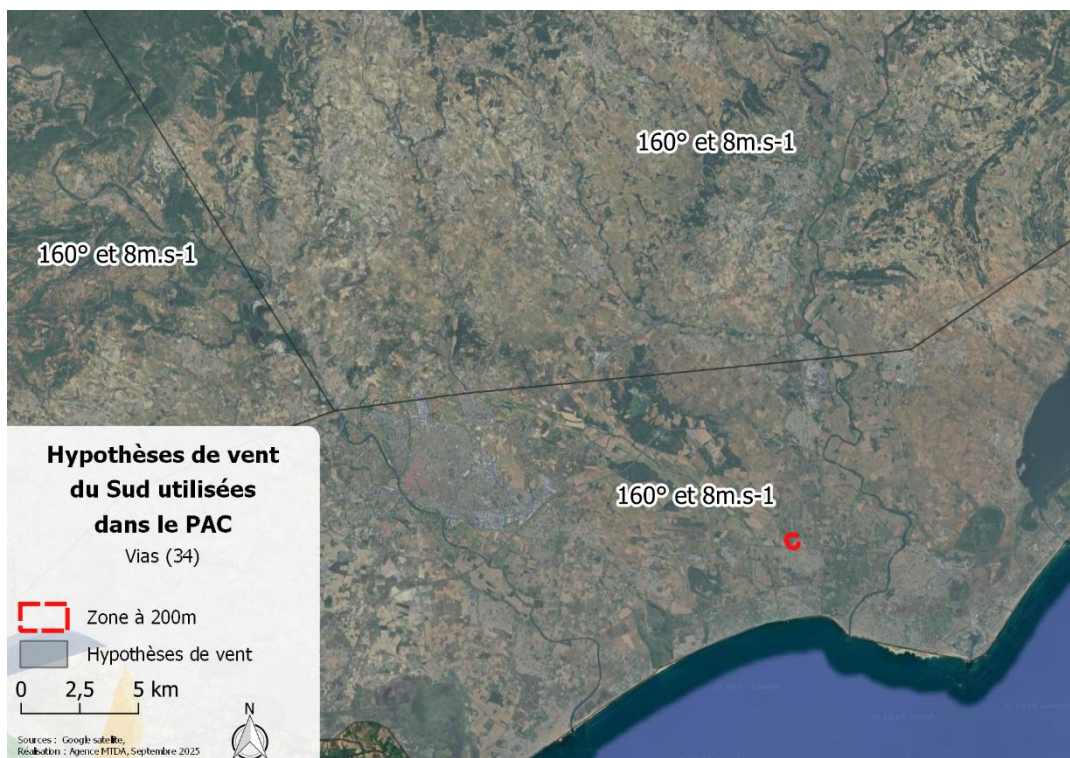 160° et 8m.s-1
160° et 8m.s-1
160° et 8m.s-1
Hypothèses de vent
du Sud utilisées
dans le PAC
Vias (34)
Zone à 200m
Hypothèses de vent
0 2,5 5 km
N
Sources : Google satellite,
Réalisation : Agence MTDA, Septembre 2025